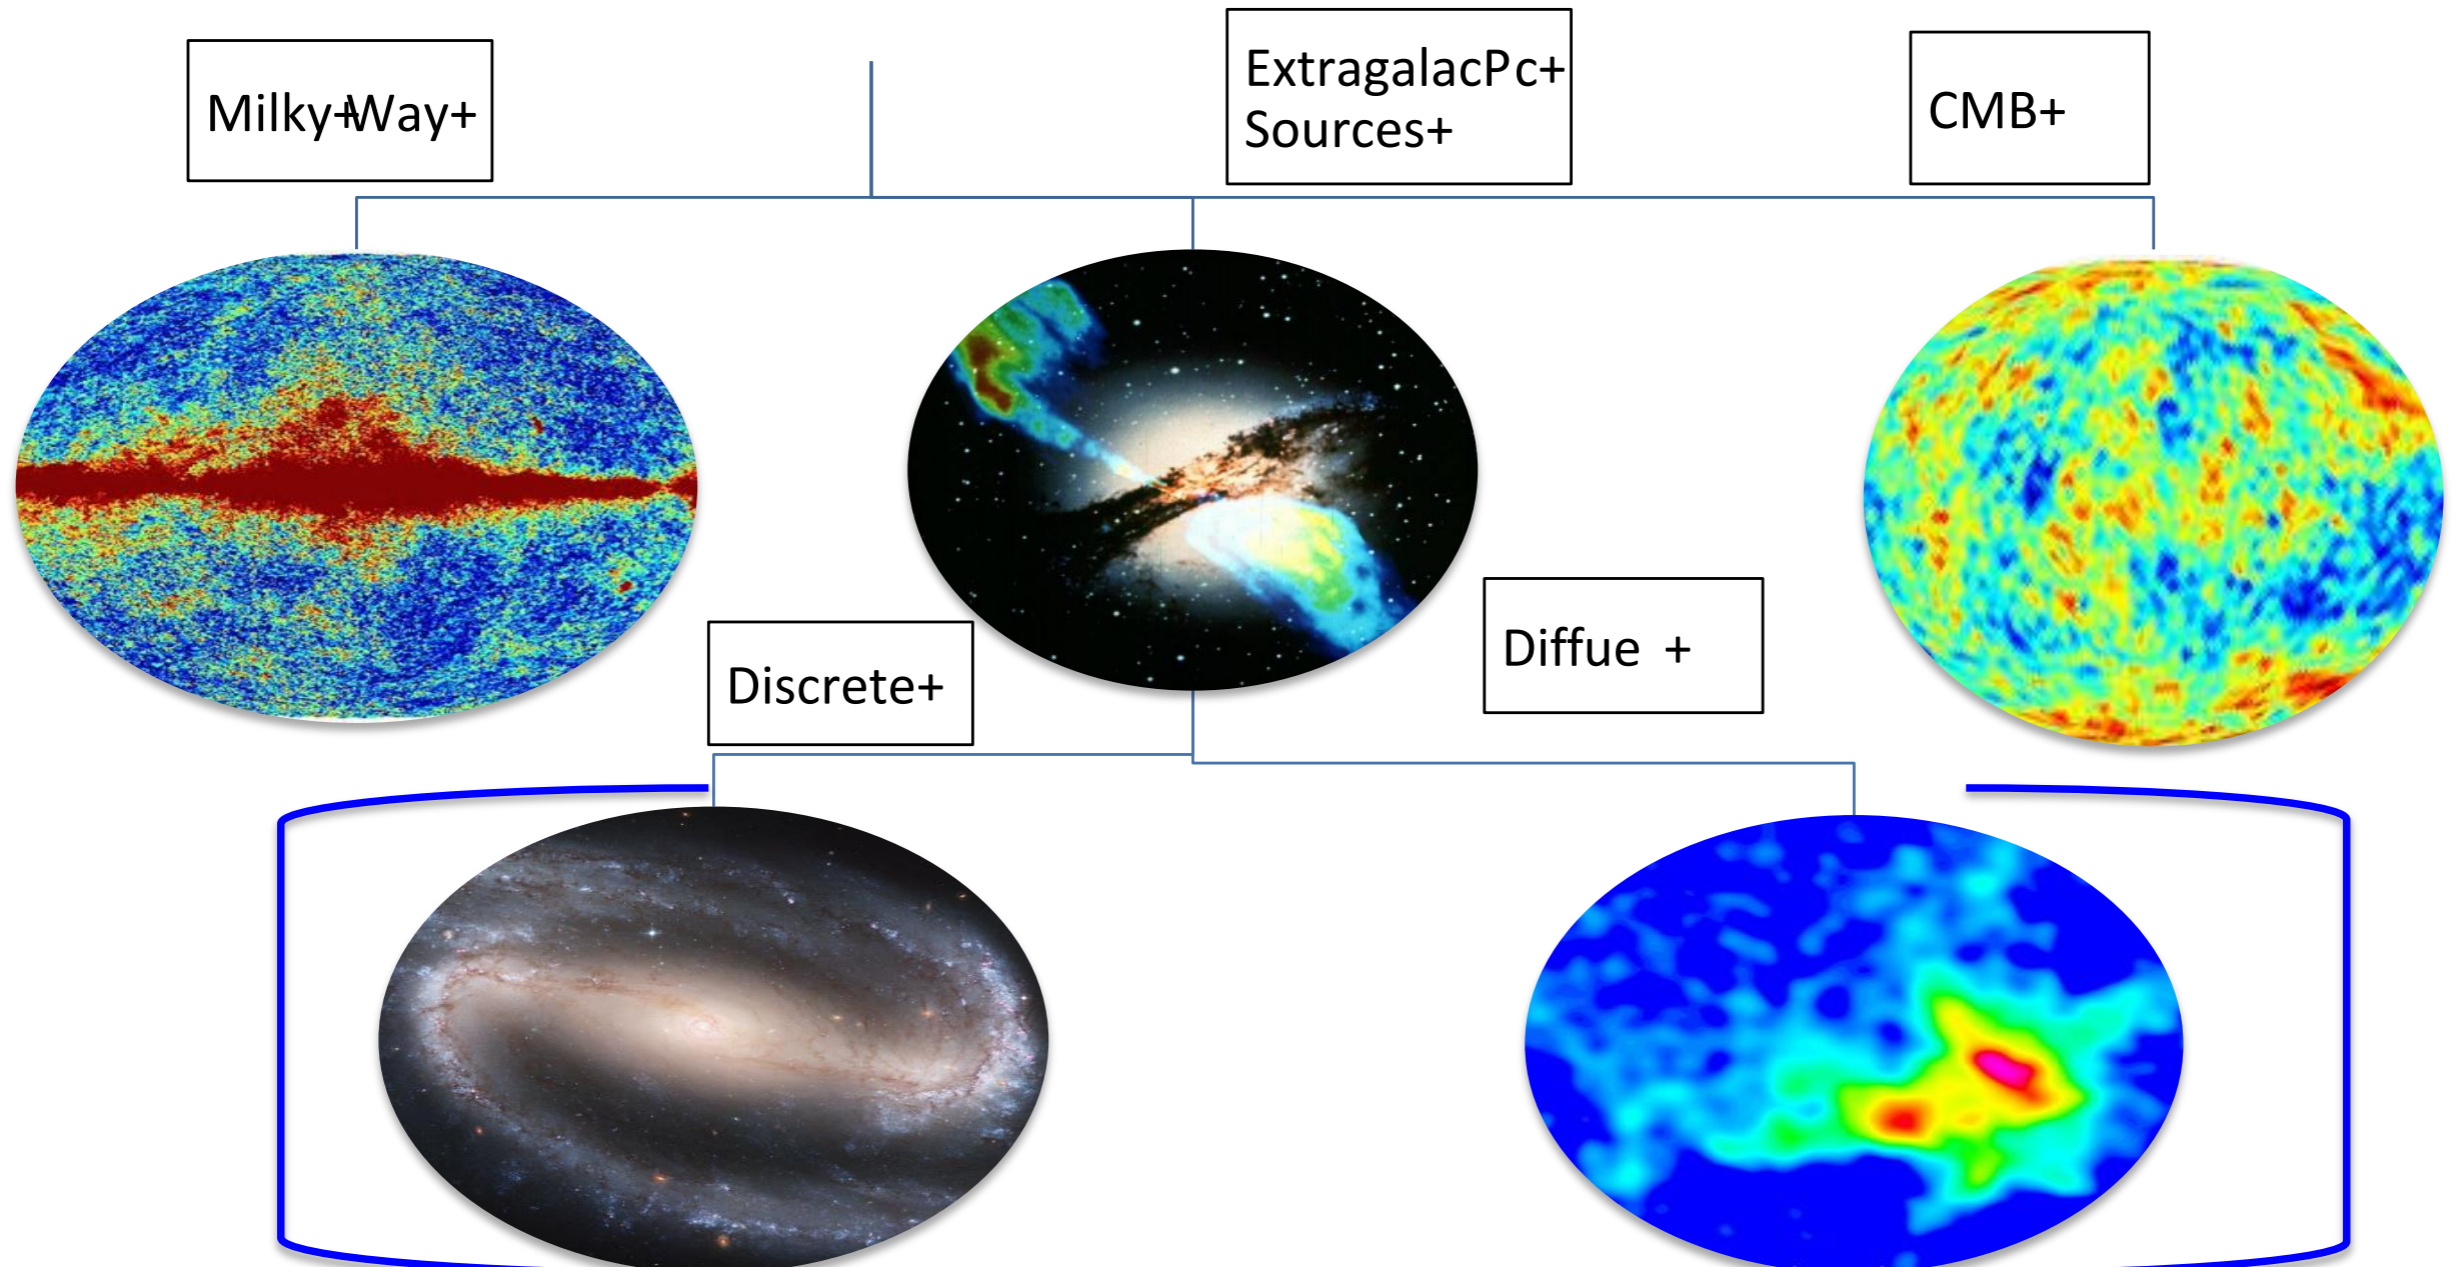 Milky+Way+
ExtragalacPc+
Sources+
CMB+
Discrete+
Diffue +